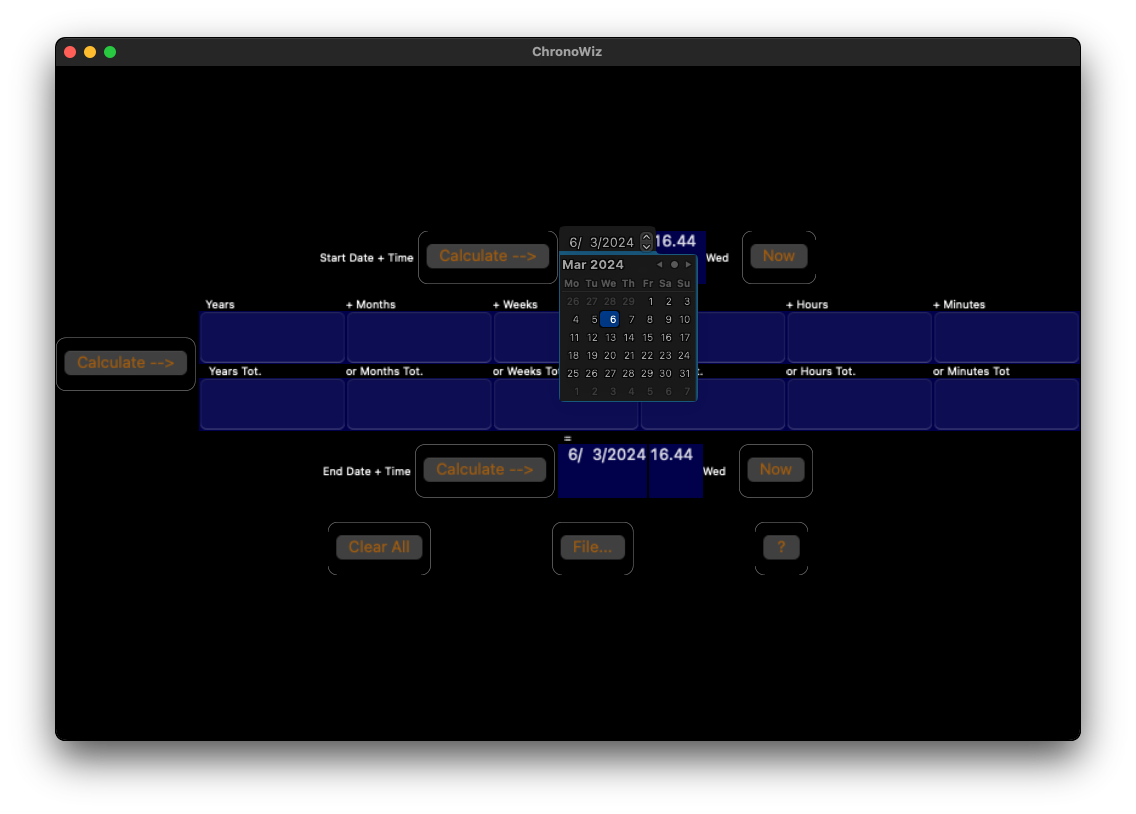 ChronoWiz
Start Date + Time Calculate --> 6/ 3/2024 16.44 Wed Now
Mar 2024
Mo Tu We Th Fr Sa Su
26 27 28 29 1 2 3
4 5 6 7 8 9 10
11 12 13 14 15 16 17
18 19 20 21 22 23 24
25 26 27 28 29 30 31
1 2 3 4 5 6 7
Years + Months + Weeks + Hours + Minutes
Calculate -->
Years Tot. or Months Tot. or Weeks To t. or Hours Tot. or Minutes Tot
=
End Date + Time Calculate --> 6/ 3/2024 16.44 Wed Now
Clear All File... ?